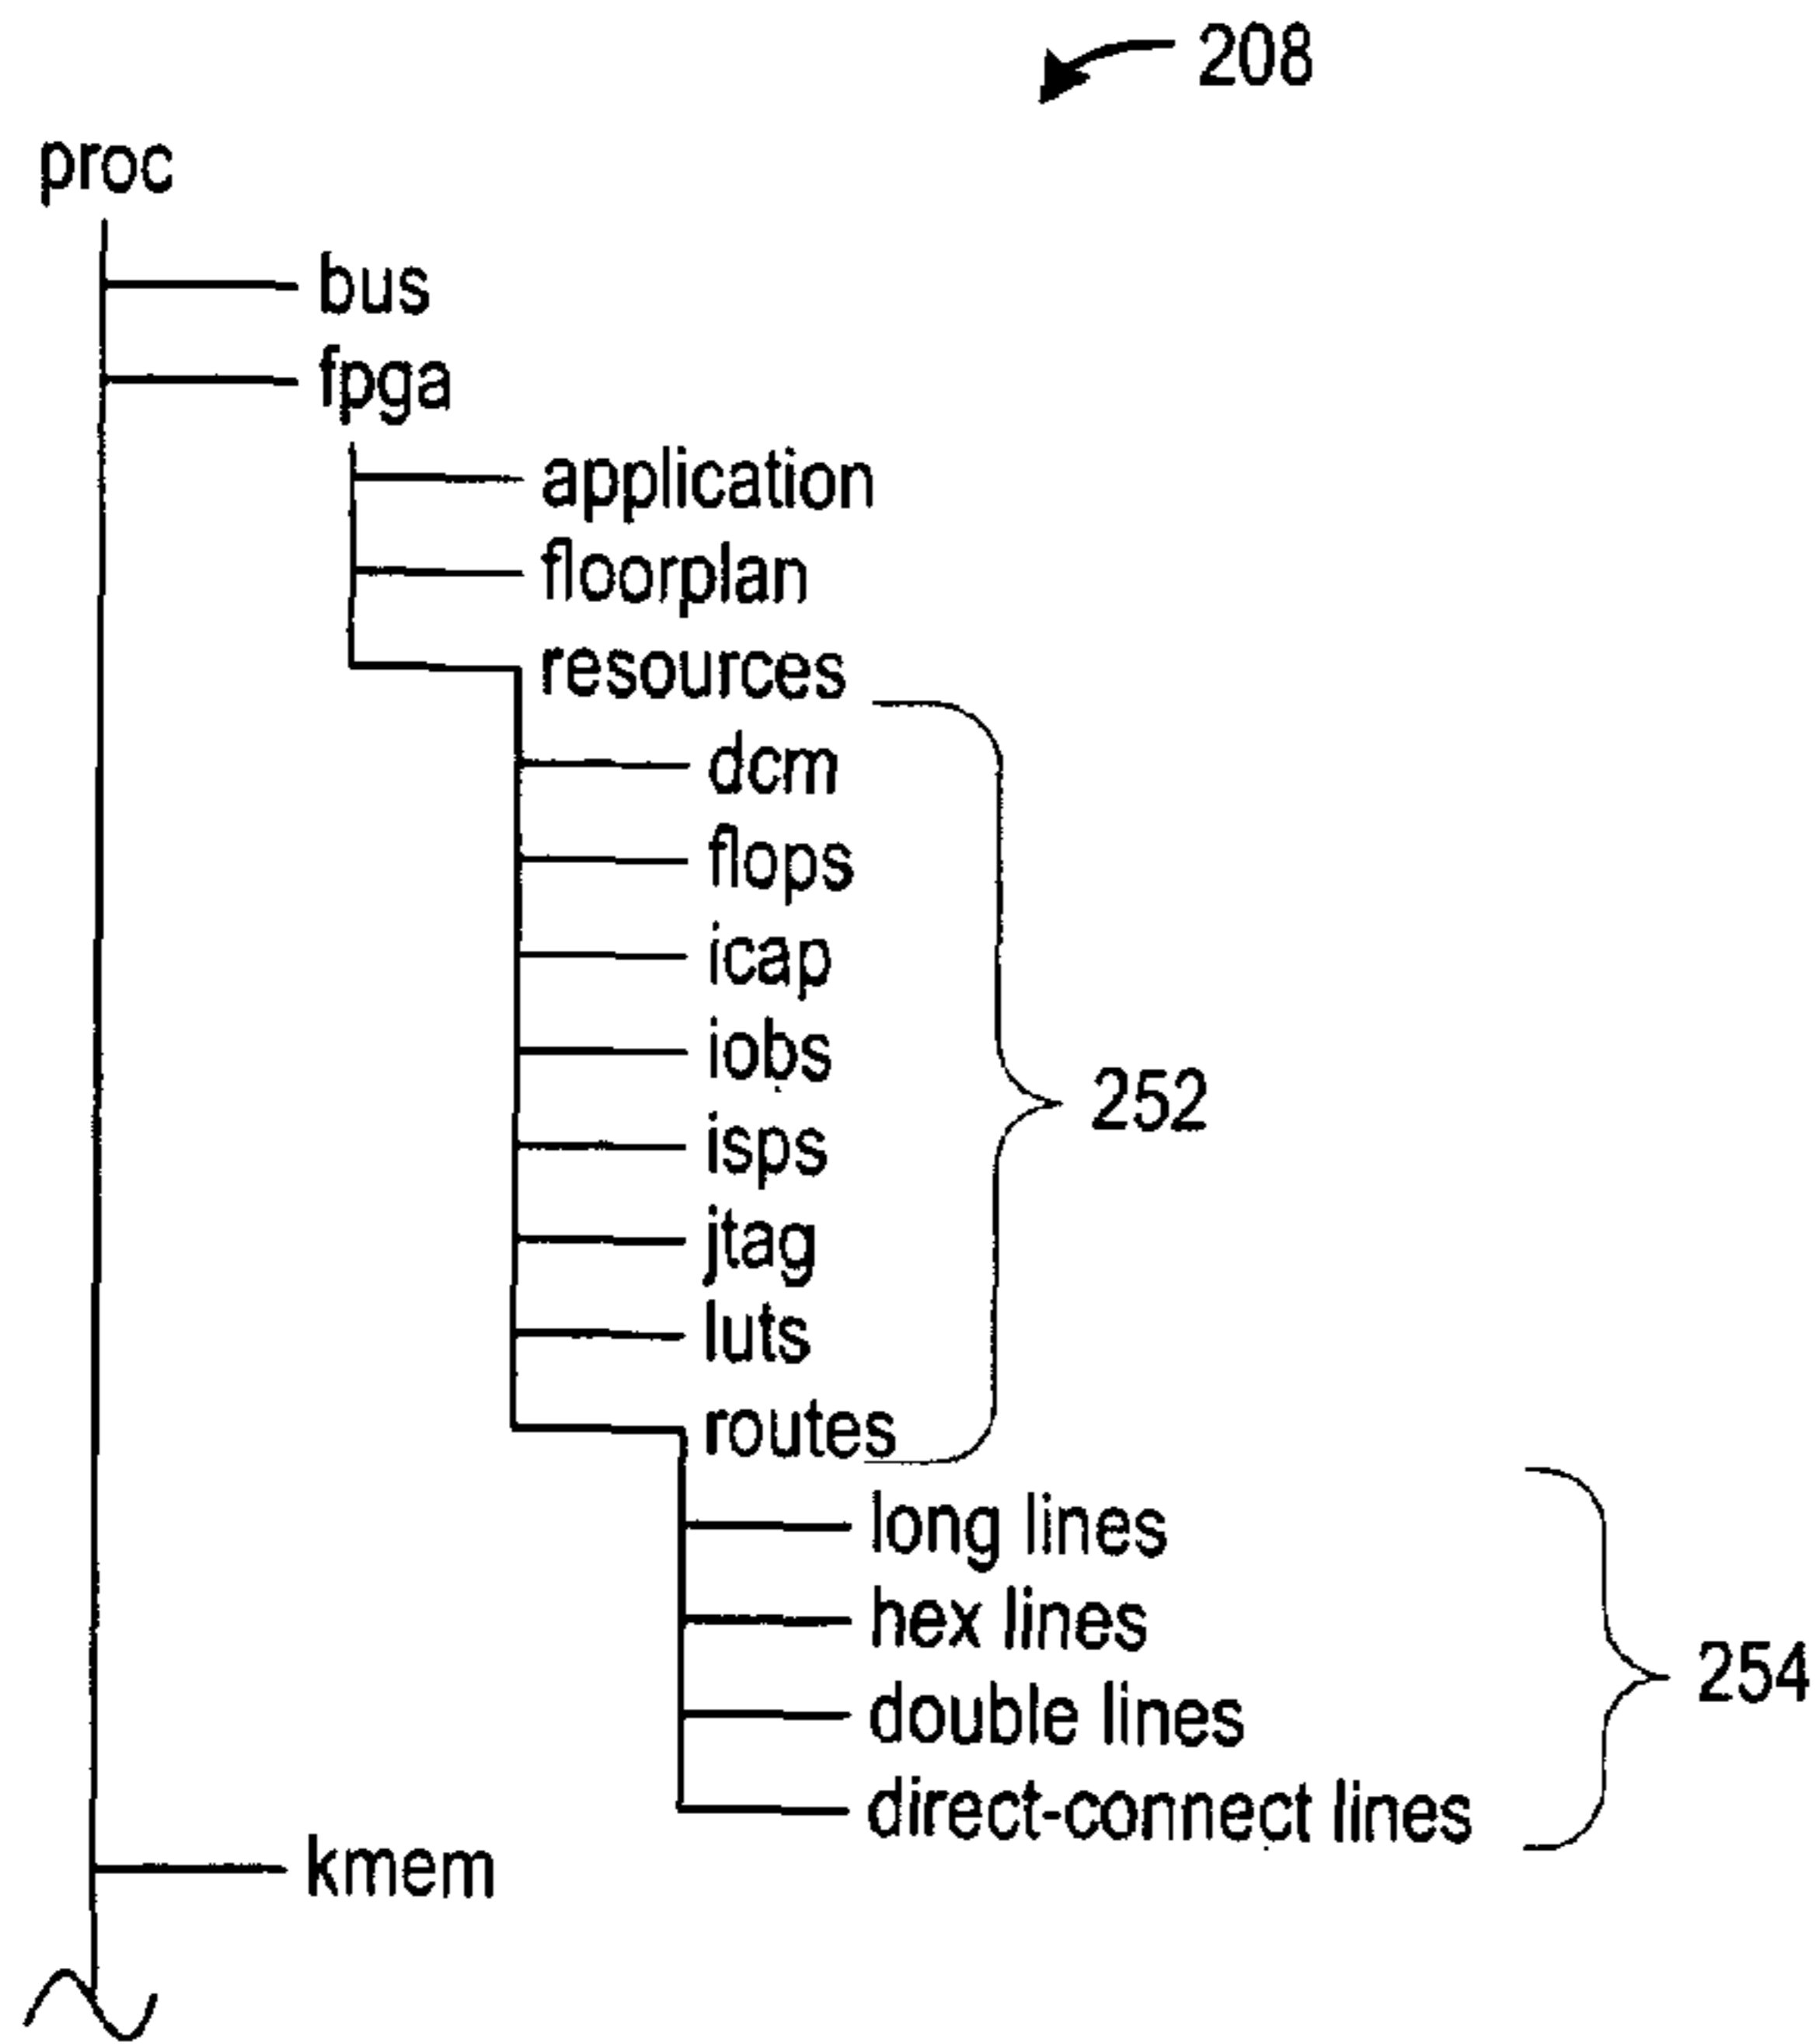 208
proc
bus
fpga
application
floorplan
resources
dcm
flops
icap
iobs
252
isps
jtag
luts
routes
long lines
hex lines
254
double lines
direct-connect lines
kmem